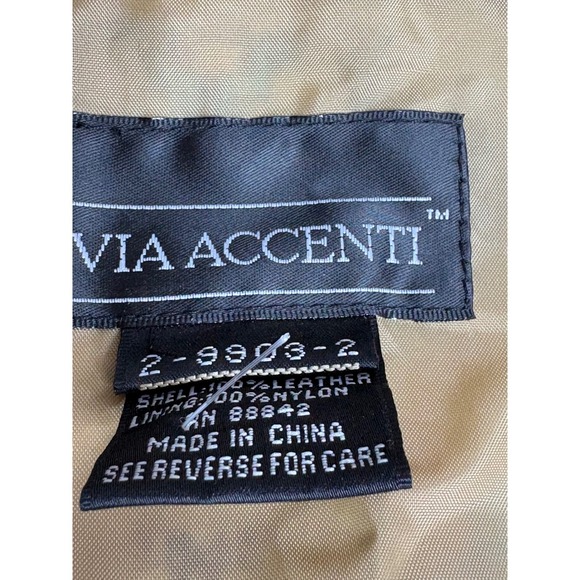 VIA ACCENTI™
2-9903-2
SHELL:100%LEATHER
LINING:100%NYLON
RN 88842
MADE IN CHINA
SEE REVERSE FOR CARE